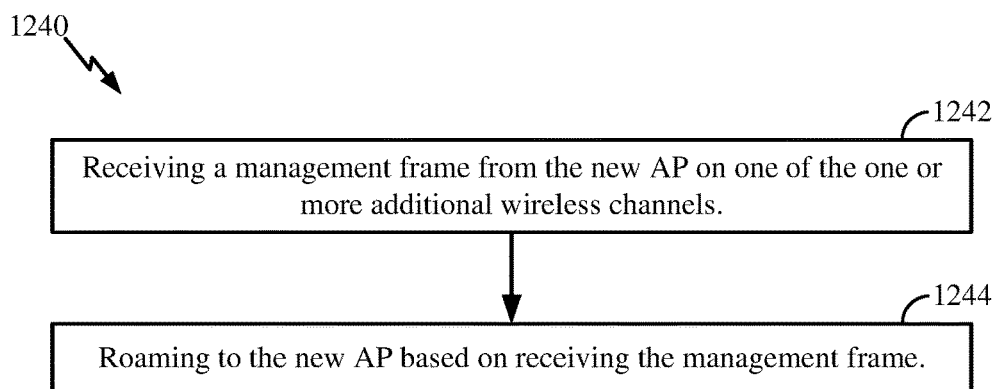 1240
1242
Receiving a management frame from the new AP on one of the one or
more additional wireless channels.
1244
Roaming to the new AP based on receiving the management frame.